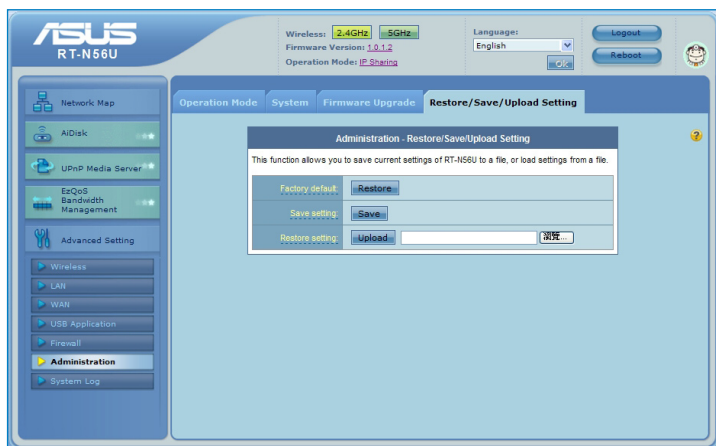 ASUS
RT-N56U
Wireless: 2.4GHz 5GHz
Firmware Version: 1.0.1.2
Operation Mode: IP Sharing
Language:
English
OK
Logout
Reboot
Network Map
AiDisk
UPnP Media Server
EzQoS
Bandwidth
Management
Advanced Setting
Wireless
LAN
WAN
USB Application
Firewall
Administration
System Log
Operation Mode System Firmware Upgrade Restore/Save/Upload Setting
Administration - Restore/Save/Upload Setting
This function allows you to save current settings of RT-N56U to a file, or load settings from a file.
Factory default: Restore
Save setting: Save
Restore setting: Upload 瀏覽...